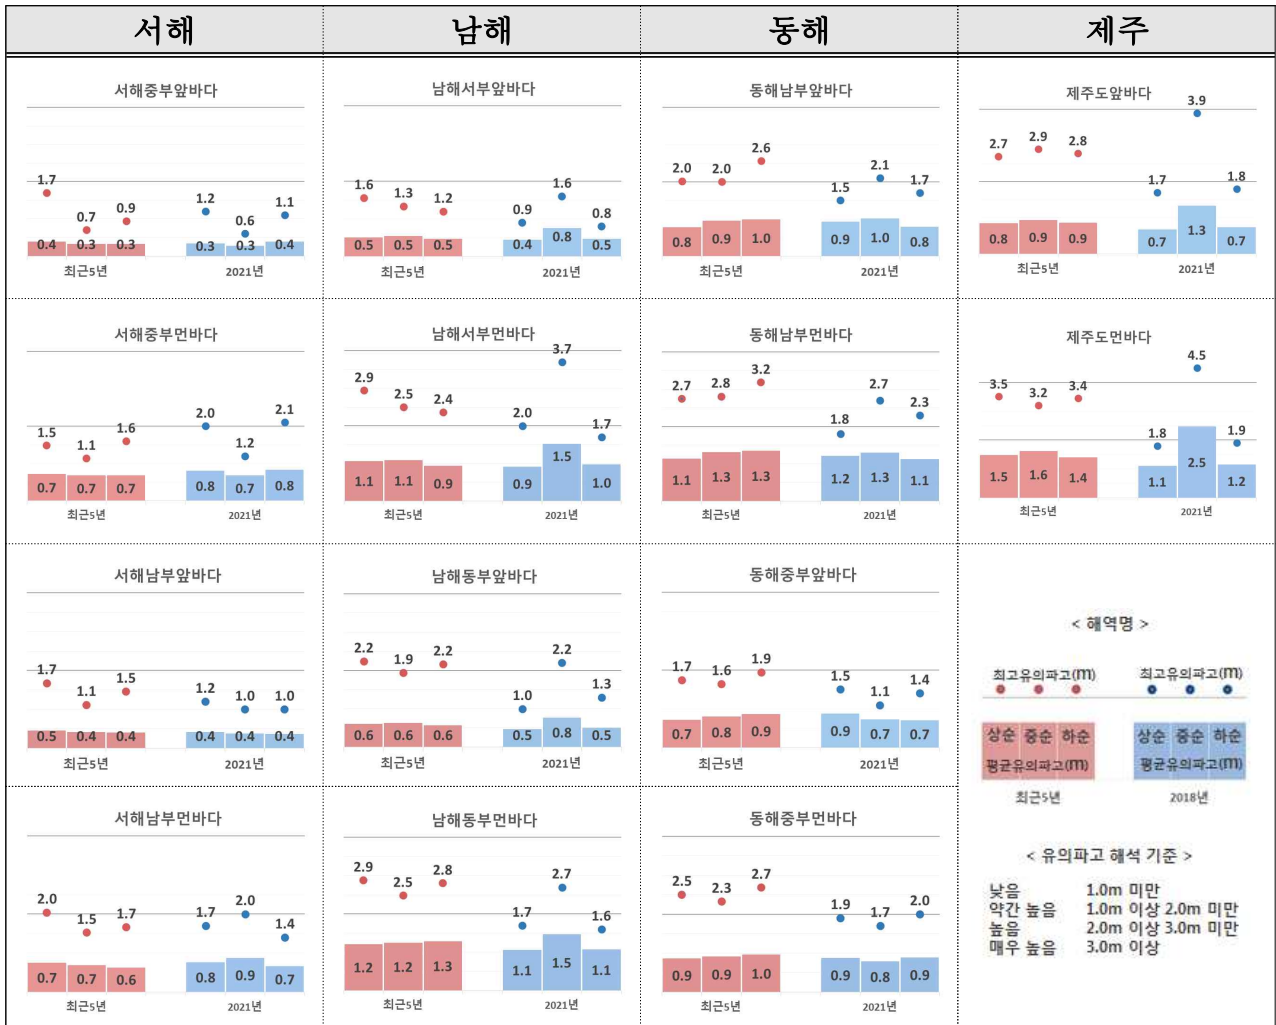 서해 남해 동해 제주
서해중부앞바다
1.7 0.7 0.9 1.2 0.6 1.1
0.4 0.3 0.3 0.3 0.3 0.4
최근5년 2021년
남해서부앞바다
1.6 1.3 1.2 0.9 1.6 0.8
0.5 0.5 0.5 0.4 0.8 0.5
최근5년 2021년
동해남부앞바다
2.0 2.0 2.6 1.5 2.1 1.7
0.8 0.9 1.0 0.9 1.0 0.8
최근5년 2021년
제주도앞바다
2.7 2.9 2.8 1.7 3.9 1.8
0.8 0.9 0.9 0.7 1.3 0.7
최근5년 2021년
서해중부먼바다
1.5 1.1 1.6 2.0 1.2 2.1
0.7 0.7 0.7 0.8 0.7 0.8
최근5년 2021년
남해서부먼바다
2.9 2.5 2.4 2.0 3.7 1.7
1.1 1.1 0.9 0.9 1.5 1.0
최근5년 2021년
동해남부먼바다
2.7 2.8 3.2 1.8 2.7 2.3
1.1 1.3 1.3 1.2 1.3 1.1
최근5년 2021년
제주도먼바다
3.5 3.2 3.4 1.8 4.5 1.9
1.5 1.6 1.4 1.1 2.5 1.2
최근5년 2021년
서해남부앞바다
1.7 1.1 1.5 1.2 1.0 1.0
0.5 0.4 0.4 0.4 0.4 0.4
최근5년 2021년
남해동부앞바다
2.2 1.9 2.2 1.0 2.2 1.3
0.6 0.6 0.6 0.5 0.8 0.5
최근5년 2021년
동해중부앞바다
1.7 1.6 1.9 1.5 1.1 1.4
0.7 0.8 0.9 0.9 0.7 0.7
최근5년 2021년
서해남부먼바다
2.0 1.5 1.7 1.7 2.0 1.4
0.7 0.7 0.6 0.8 0.9 0.7
최근5년 2021년
남해동부먼바다
2.9 2.5 2.8 1.7 2.7 1.6
1.2 1.2 1.3 1.1 1.5 1.1
최근5년 2021년
동해중부먼바다
2.5 2.3 2.7 1.9 1.7 2.0
0.9 0.9 1.0 0.9 0.8 0.9
최근5년 2021년
< 해역명 >
최고유의파고(m) 최고유의파고(m)
상순 중순 하순 상순 중순 하순
평균유의파고(m) 평균유의파고(m)
최근5년 2018년
< 유의파고 해석 기준 >
낮음 1.0m 미만
약간 높음 1.0m 이상 2.0m 미만
높음 2.0m 이상 3.0m 미만
매우 높음 3.0m 이상